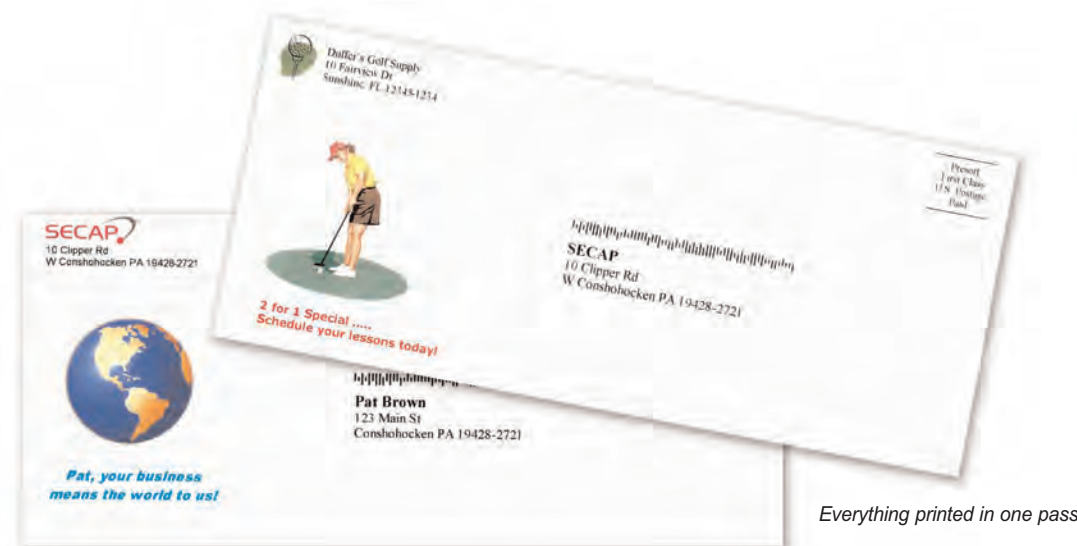 Duffer's Golf Supply
10 Fairview Dr
Sunshine, FL 12345-1234
Presort
First Class
U.S. Postage
Paid
SECAP
10 Clipper Rd
W Conshohocken PA 19428-2721
2 for 1 Special .....
Schedule your lessons today!
SECAP
10 Clipper Rd
W Conshohocken PA 19428-2721
Pat Brown
123 Main St
Conshohocken PA 19428-2721
Pat, your business
means the world to us!
Everything printed in one pass